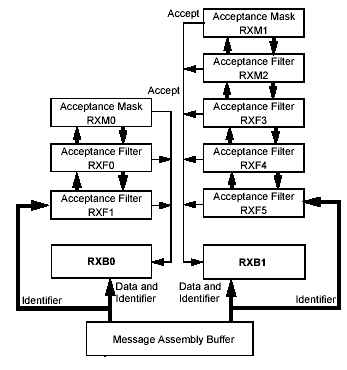 Accept
Acceptance Mask
RXM1
Acceptance Filter
RXM2
Accept
Acceptance Mask
RXM0
Acceptance Filter
RXF3
Acceptance Filter
RXF0
Acceptance Filter
RXF4
Acceptance Filter
RXF1
Acceptance Filter
RXF5
RXB0
RXB1
Identifier
Data and
Identifier
Data and
Identifier
Identifier
Message Assembly Buffer